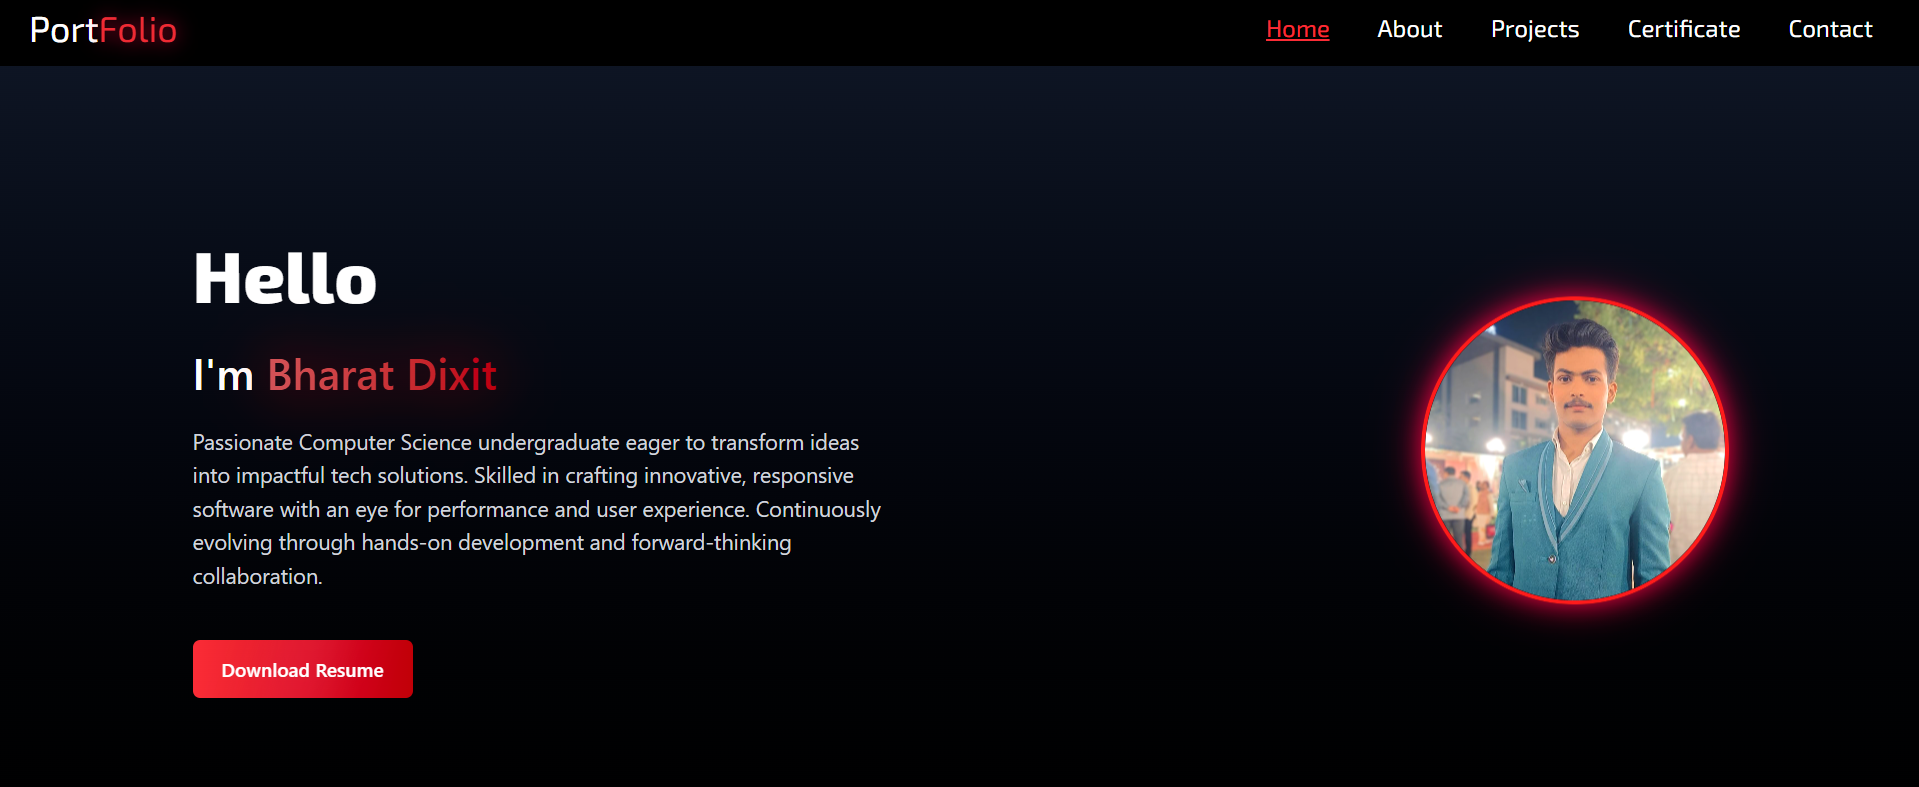 PortFolio
Home About Projects Certificate Contact
Hello
I'm Bharat Dixit
Passionate Computer Science undergraduate eager to transform ideas
into impactful tech solutions. Skilled in crafting innovative, responsive
software with an eye for performance and user experience. Continuously
evolving through hands-on development and forward-thinking
collaboration.
Download Resume